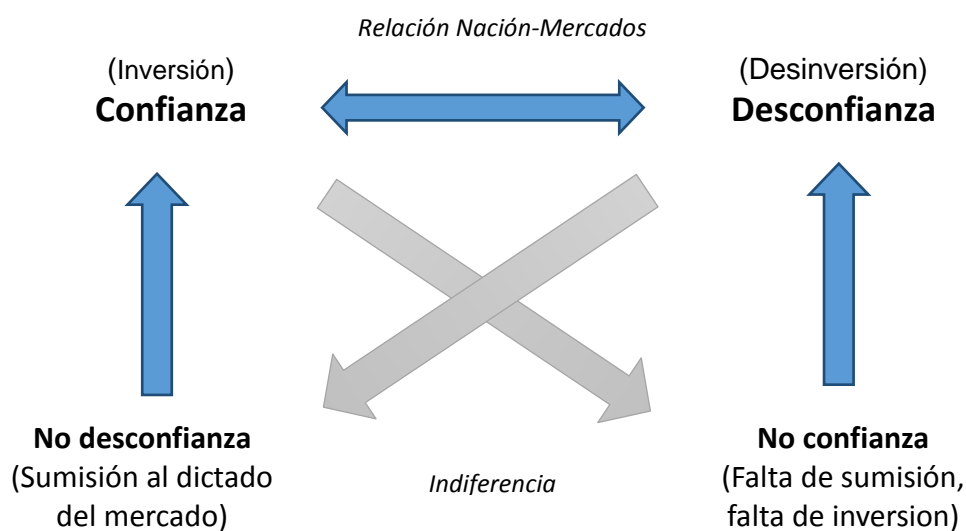 Relación Nación-Mercados
(Inversión)
Confianza
(Desinversión)
Desconfianza
No desconfianza
(Sumisión al dictado
del mercado)
Indiferencia
No confianza
(Falta de sumisión,
falta de inversion)